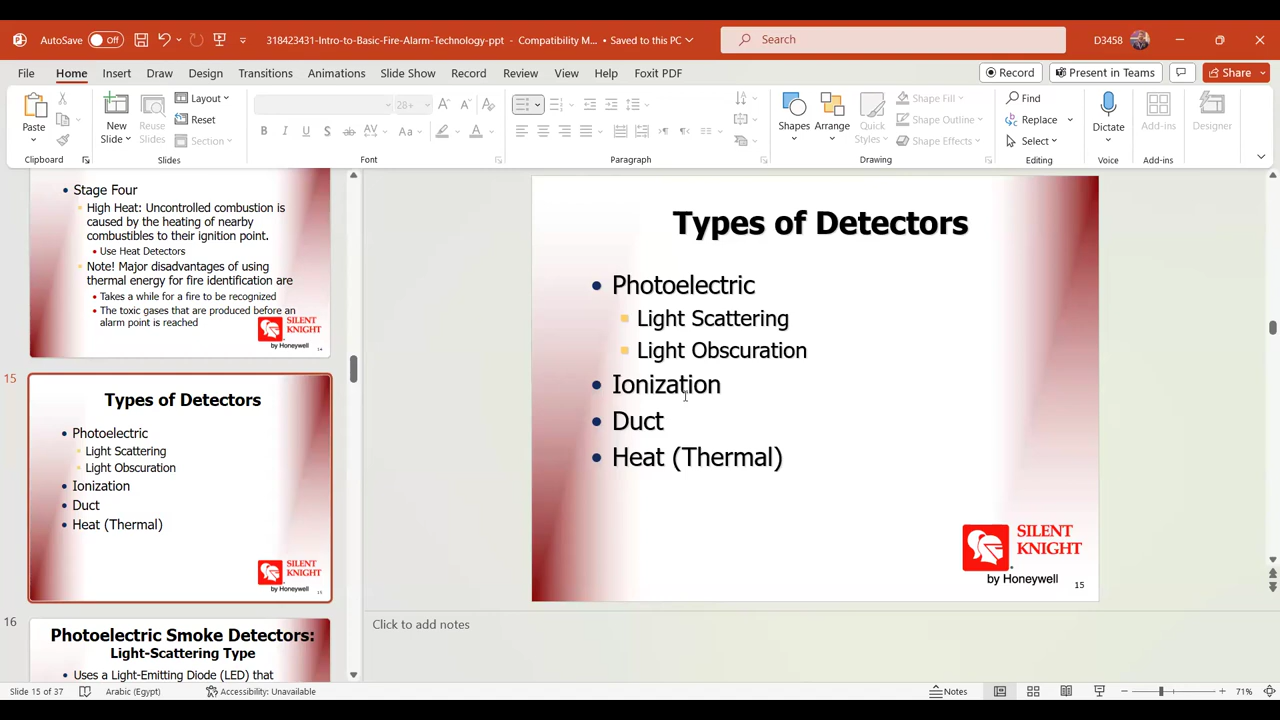 AutoSave Off 318423431-Intro-to-Basic-Fire-Alarm-Technology-ppt - Compatibility M... • Saved to this PC Search D3458
File Home Insert Draw Design Transitions Animations Slide Show Record Review View Help Foxit PDF Record Present in Teams Share
Paste
Clipboard
New
Slide
Reuse
Slides
Layout
Reset
Section
Slides
28+
Font
Paragraph
Shapes
Arrange
Quick
Styles
Shape Fill
Shape Outline
Shape Effects
Drawing
Find
Replace
Select
Editing
Dictate
Voice
Add-ins
Add-ins
Designer
• Stage Four
High Heat: Uncontrolled combustion is
caused by the heating of nearby
combustibles to their ignition point.
• Use Heat Detectors
Note! Major disadvantages of using
thermal energy for fire identification are
• Takes a while for a fire to be recognized
• The toxic gases that are produced before an
alarm point is reached
SILENT
KNIGHT
by Honeywell
14
15
Types of Detectors
• Photoelectric
Light Scattering
Light Obscuration
• Ionization
• Duct
• Heat (Thermal)
SILENT
KNIGHT
by Honeywell
15
16
Photoelectric Smoke Detectors:
Light-Scattering Type
• Uses a Light-Emitting Diode (LED) that
Types of Detectors
• Photoelectric
Light Scattering
Light Obscuration
• Ionization
• Duct
• Heat (Thermal)
SILENT
KNIGHT
by Honeywell
15
Click to add notes
Slide 15 of 37 Arabic (Egypt) Accessibility: Unavailable Notes 71%